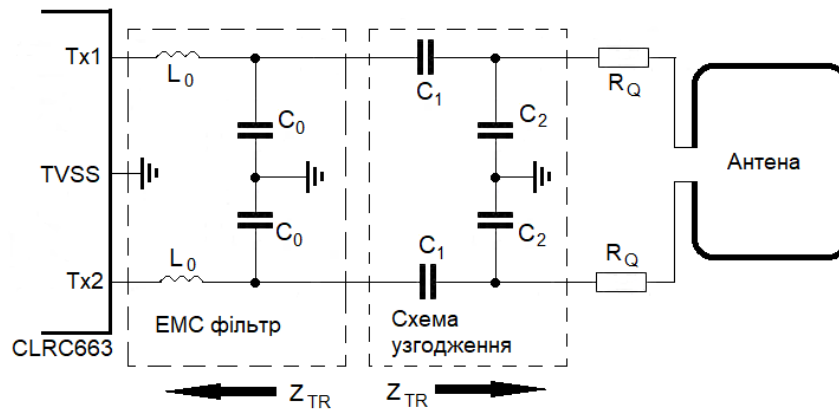 Tx1
L0
C0
C1
C2
RQ
TVSS
Антена
C0
C1
C2
Tx2
L0
RQ
EMC фільтр
Схема
узгодження
CLRC663
ZTR
ZTR